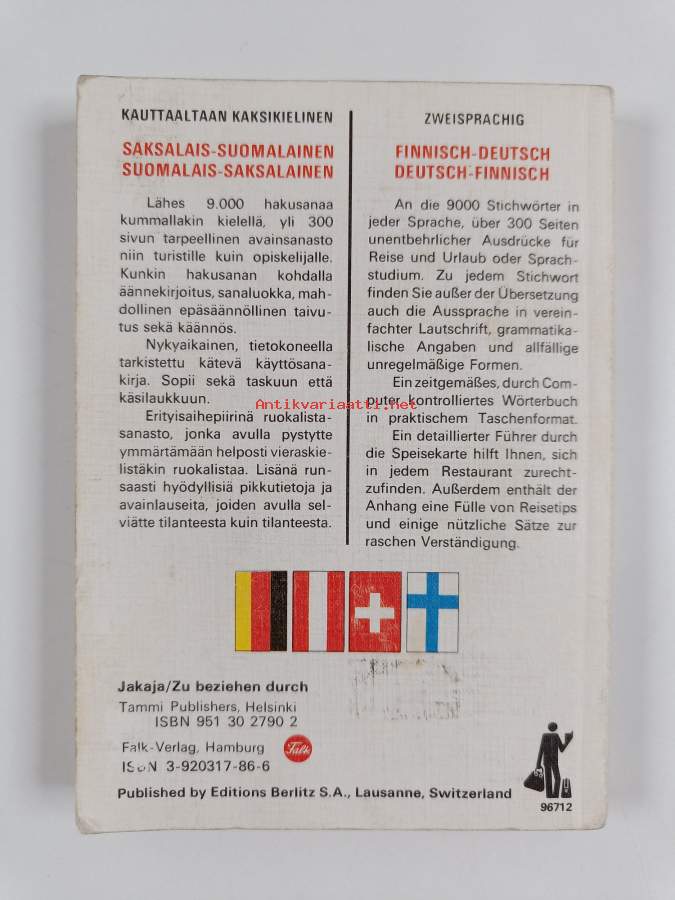 KAUTTAALTAAN KAKSIKIELINEN
SAKSALAIS-SUOMALAINEN
SUOMALAIS-SAKSALAINEN
Lähes 9.000 hakusanaa
kummallakin kielellä, yli 300
sivun tarpeellinen avainsanasto
niin turistille kuin opiskelijalle.
Kunkin hakusanan kohdalla
äännekirjoitus, sanaluokka, mah-
dollinen epäsäännöllinen taivu-
tus sekä käännös.
Nykyaikainen, tietokoneella
tarkistettu kätevä käyttösana-
kirja. Sopii sekä taskuun että
käsilaukkuun.
Erityisaihepiirinä ruokalista-
sanasto, jonka avulla pystytte
ymmärtämään helposti vieraskie-
listäkin ruokalistaa. Lisänä run-
saasti hyödyllisiä pikkutietoja ja
avainlauseita, joiden avulla sel-
viätte tilanteesta kuin tilanteesta.
ZWEISPRACHIG
FINNISCH-DEUTSCH
DEUTSCH-FINNISCH
An die 9000 Stichwörter in
jeder Sprache, über 300 Seiten
unentbehrlicher Ausdrücke für
Reise und Urlaub oder Sprach-
studium. Zu jedem Stichwort
finden Sie außer der Übersetzung
auch die Aussprache in verein-
fachter Lautschrift, grammatika-
lische Angaben und allfällige
unregelmäßige Formen.
Ein zeitgemäßes, durch Com-
puter kontrolliertes Wörterbuch
in praktischem Taschenformat.
Ein detaillierter Führer durch
die Speisekarte hilft Ihnen, sich
in jedem Restaurant zurecht-
zufinden. Außerdem enthält der
Anhang eine Fülle von Reisetips
und einige nützliche Sätze zur
raschen Verständigung.
Antikvariaatti.net
Jakaja/Zu beziehen durch
Tammi Publishers, Helsinki
ISBN 951 30 2790 2
Falk-Verlag, Hamburg Falk
ISBN 3-920317-86-6
Published by Editions Berlitz S.A., Lausanne, Switzerland
96712